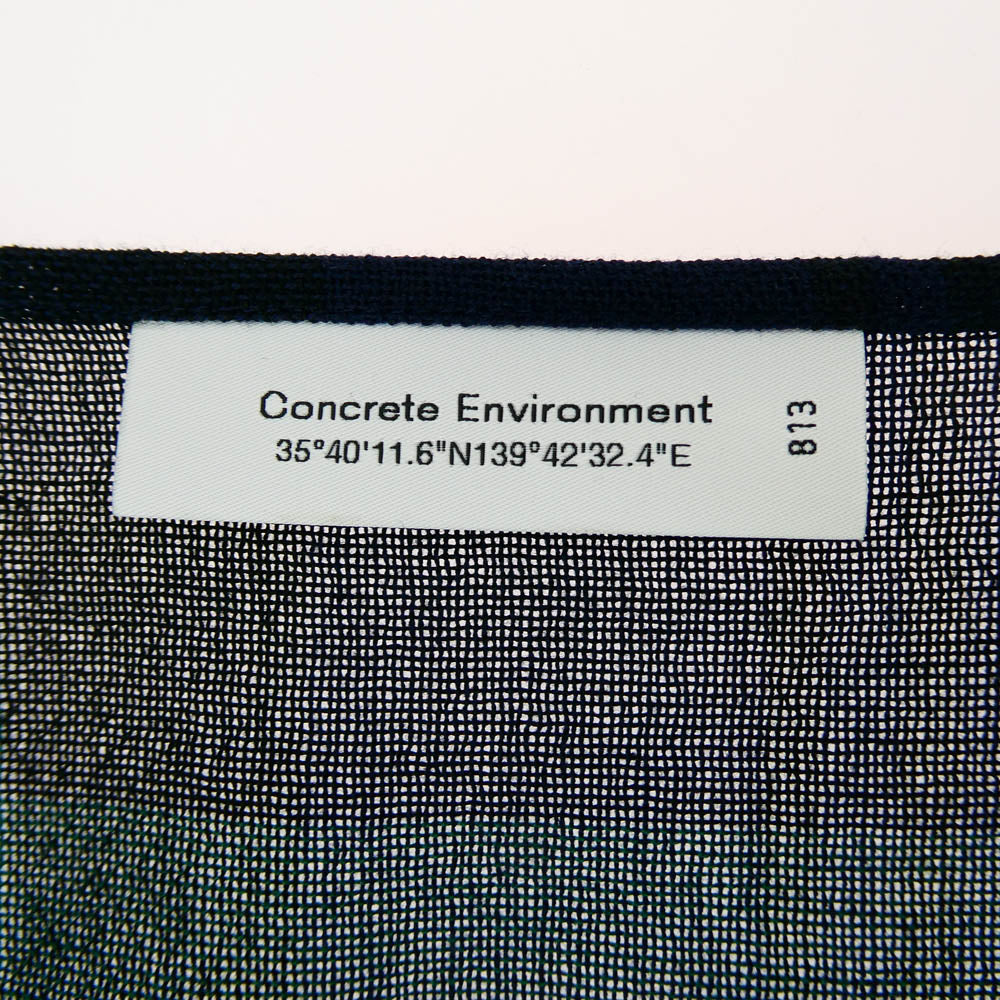 Concrete Environment
35°40'11.6"N139°42'32.4"E
813